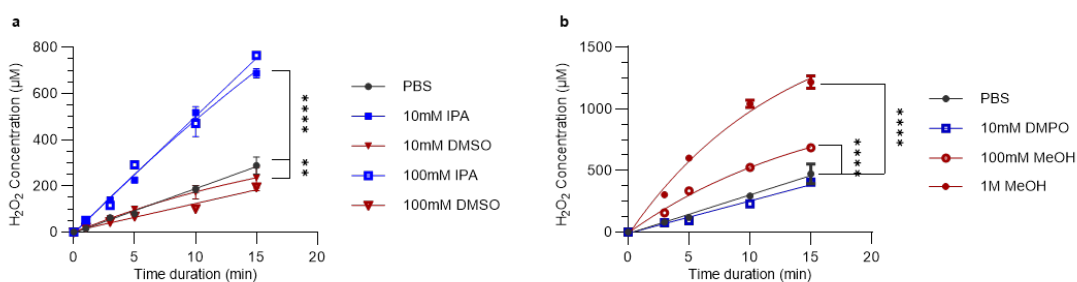 a
H₂O₂ Concentration (µM)
800
600
400
200
0
0
5
10
15
20
Time duration (min)
****
**
PBS
10mM IPA
10mM DMSO
100mM IPA
100mM DMSO
b
H₂O₂ Concentration (µM)
1500
1000
500
0
0
5
10
15
20
Time duration (min)
****
****
PBS
10mM DMPO
100mM MeOH
1M MeOH